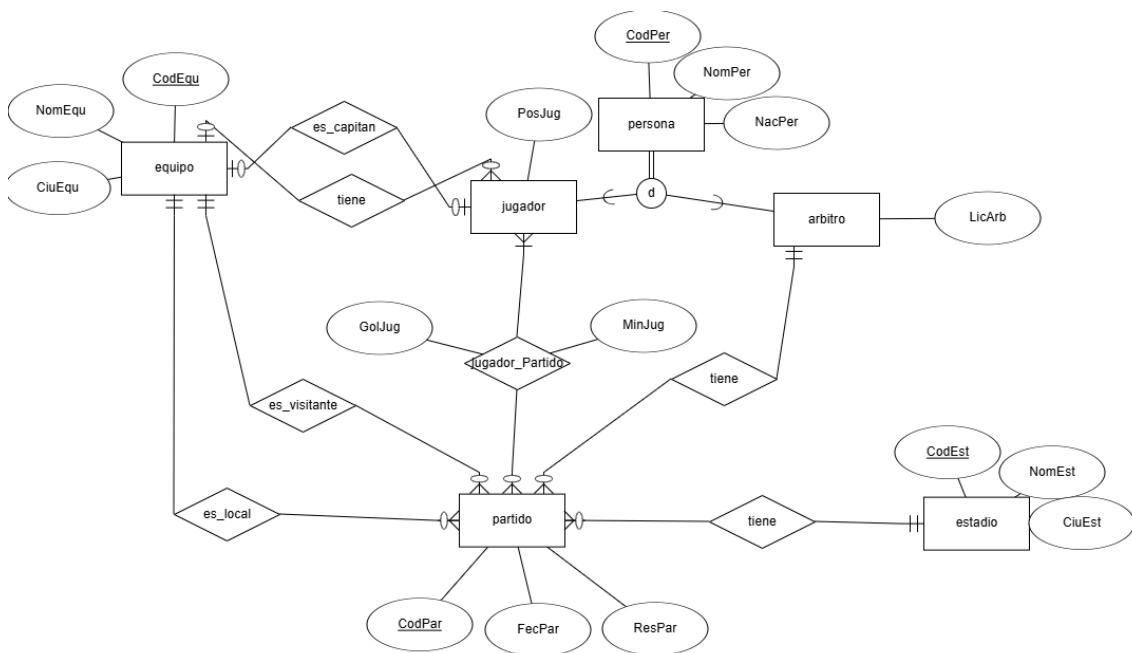 CodPer
CodEqu
NomPer
NomEqu
es_capitan
PosJug
persona
NacPer
equipo
d
CiuEqu
tiene
jugador
arbitro
LicArb
GolJug
MinJug
jugador_Partido
tiene
es_visitante
CodEst
NomEst
es_local
partido
tiene
estadio
CiuEst
CodPar
FecPar
ResPar